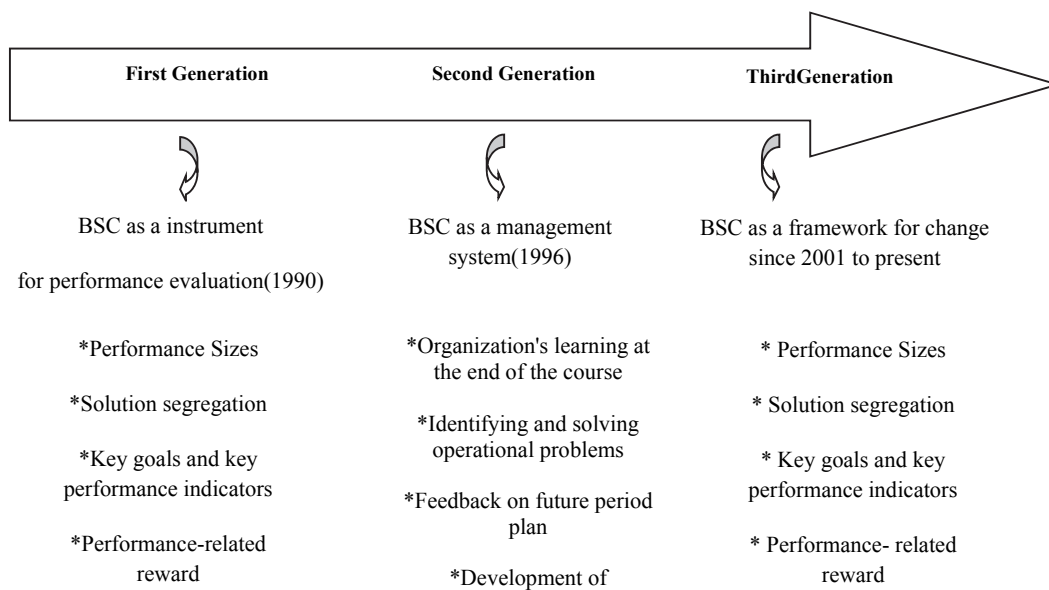 First Generation
Second Generation
ThirdGeneration
BSC as a instrument
for performance evaluation(1990)
*Performance Sizes
*Solution segregation
*Key goals and key
performance indicators
*Performance-related
reward
BSC as a management
system(1996)
*Organization's learning at
the end of the course
*Identifying and solving
operational problems
*Feedback on future period
plan
*Development of
BSC as a framework for change
since 2001 to present
* Performance Sizes
* Solution segregation
* Key goals and key
performance indicators
* Performance- related
reward